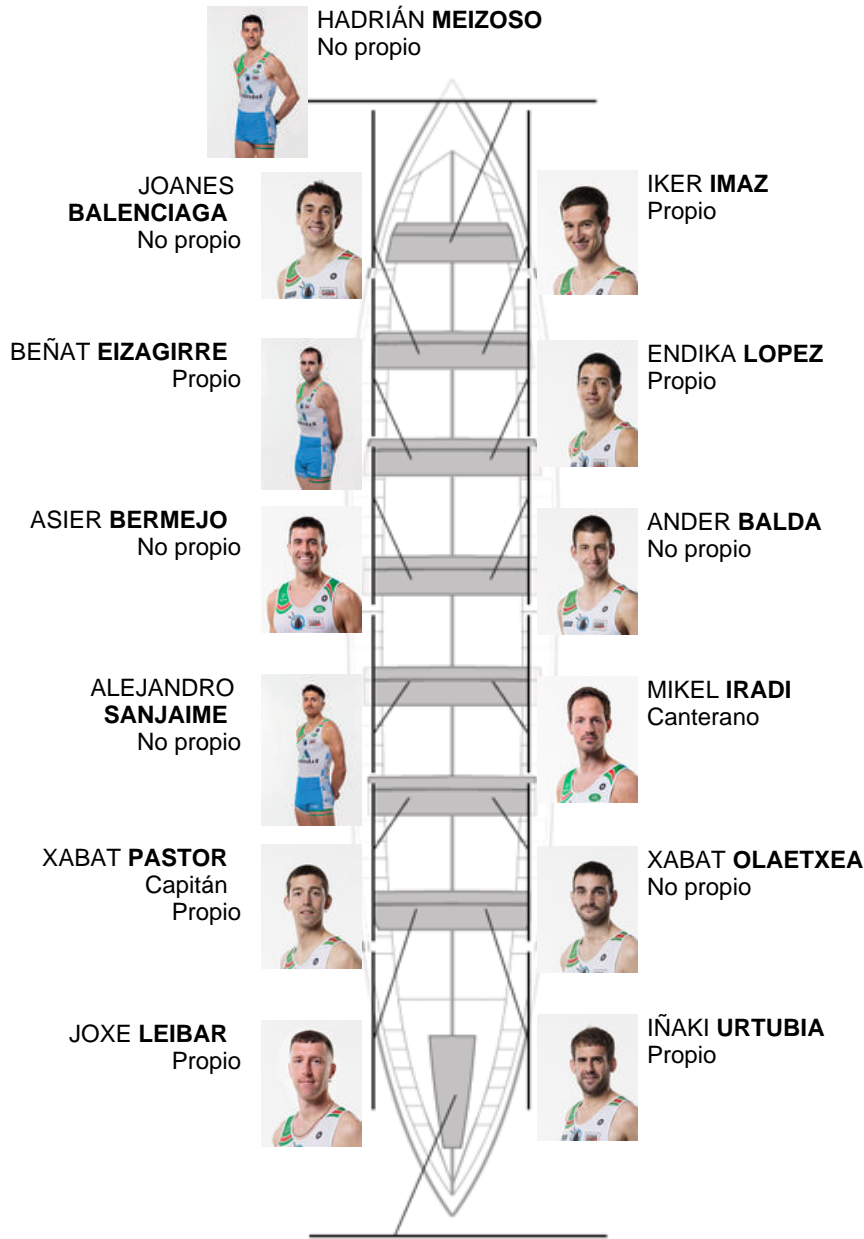 HADRIÁN MEIZOSO
No propio
JOANES
BALENCIAGA
No propio
IKER IMAZ
Propio
BEÑAT EIZAGIRRE
Propio
ENDIKA LOPEZ
Propio
ASIER BERMEJO
No propio
ANDER BALDA
No propio
ALEJANDRO
SANJAIME
No propio
MIKEL IRADI
Canterano
XABAT PASTOR
Capitán
Propio
XABAT OLAETXEA
No propio
JOXE LEIBAR
Propio
IÑAKI URTUBIA
Propio